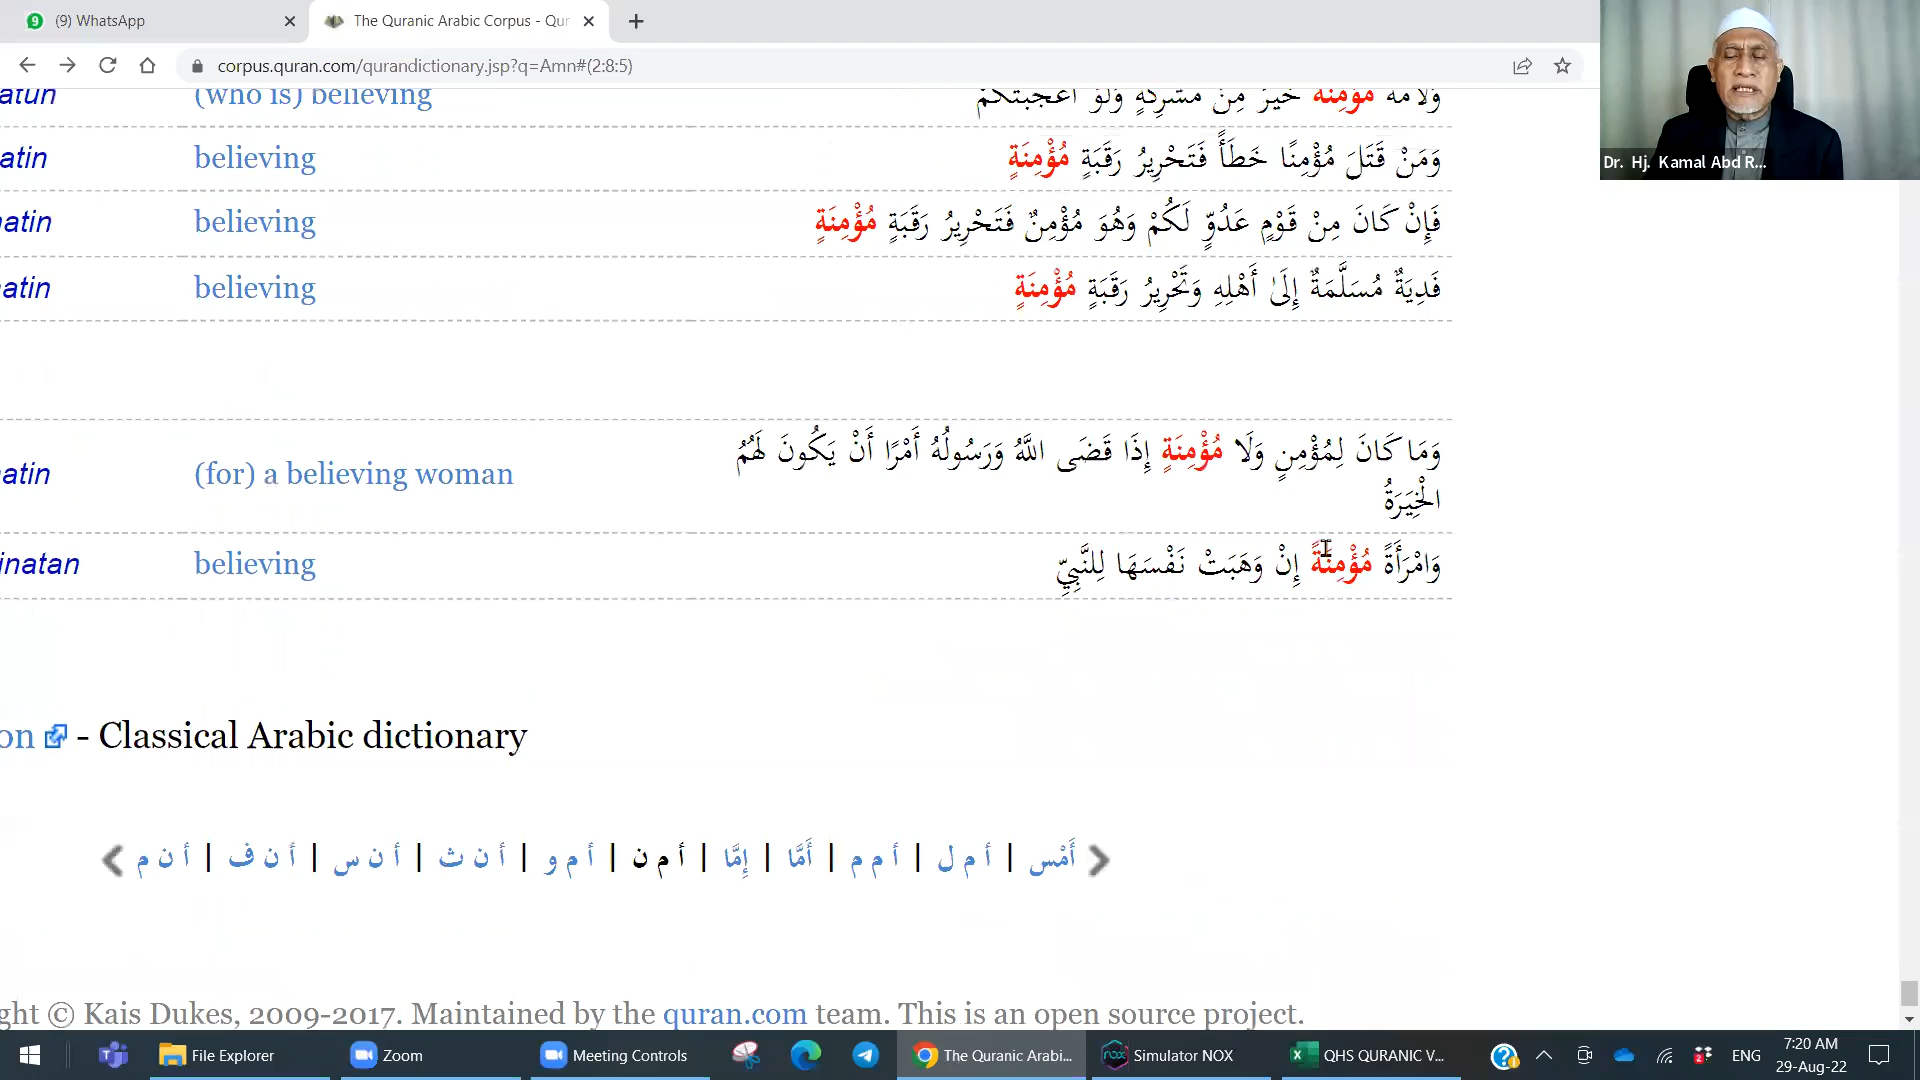 (9) WhatsApp
The Quranic Arabic Corpus - Qur
corpus.quran.com/qurandictionary.jsp?q=Amn#(2:8:5)
Dr. Hj. Kamal Abd R...
atun (who is) believing وَلَأَمَةٌ مُؤْمِنَةٌ خَيْرٌ مِنْ مُشْرِكَةٍ وَلَوْ أَعْجَبَتْكُمْ
atin believing وَمَنْ قَتَلَ مُؤْمِنًا خَطَأً فَتَحْرِيرُ رَقَبَةٍ مُؤْمِنَةٍ
natin believing فَإِنْ كَانَ مِنْ قَوْمٍ عَدُوٍّ لَكُمْ وَهُوَ مُؤْمِنٌ فَتَحْرِيرُ رَقَبَةٍ مُؤْمِنَةٍ
natin believing فَدِيَةٌ مُسَلَّمَةٌ إِلَىٰ أَهْلِهِ وَتَحْرِيرُ رَقَبَةٍ مُؤْمِنَةٍ
natin (for) a believing woman وَمَا كَانَ لِمُؤْمِنٍ وَلَا مُؤْمِنَةٍ إِذَا قَضَى اللَّهُ وَرَسُولُهُ أَمْرًا أَنْ يَكُونَ لَهُمُ
الْخِيَرَةُ
inatan believing وَامْرَأَةً مُؤْمِنَةً إِنْ وَهَبَتْ نَفْسَهَا لِلنَّبِيِّ
on - Classical Arabic dictionary
أَمْس | أ م ل | أ م م | أَمَّا | إِمَّا | أ م ن | أ م و | أ ن ث | أ ن س | أ ن ف | أ ن م
ght © Kais Dukes, 2009-2017. Maintained by the quran.com team. This is an open source project.
File Explorer
Zoom
Meeting Controls
The Quranic Arabi...
Simulator NOX
QHS QURANIC V...
ENG
7:20 AM
29-Aug-22